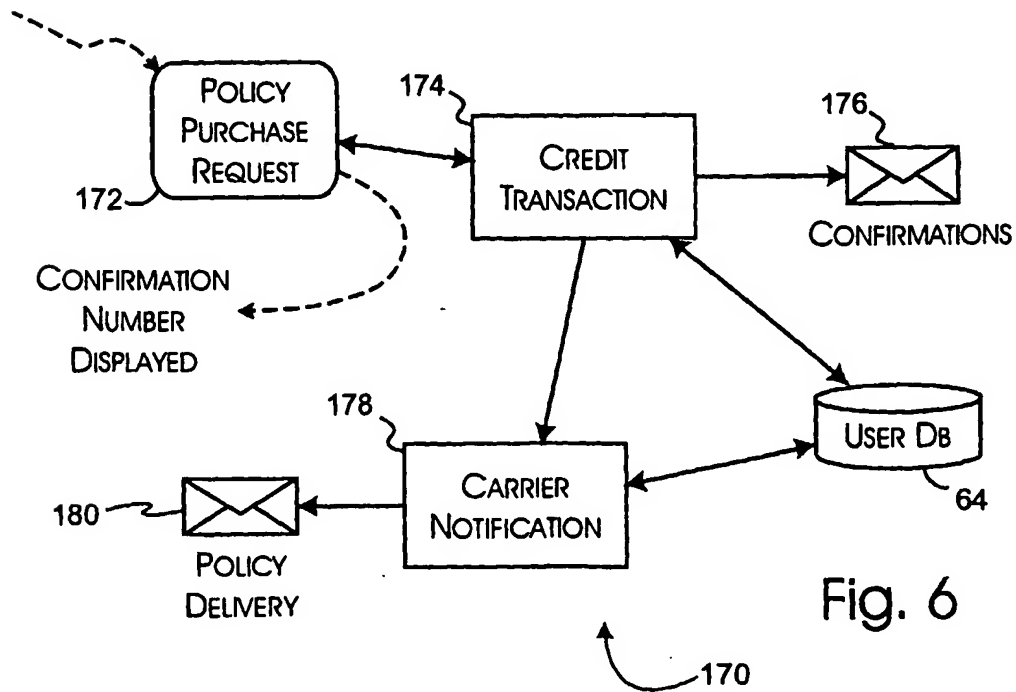 POLICY
PURCHASE
REQUEST
172
174
CREDIT
TRANSACTION
176
CONFIRMATIONS
CONFIRMATION
NUMBER
DISPLAYED
178
CARRIER
NOTIFICATION
USER DB
64
180
POLICY
DELIVERY
Fig. 6
170